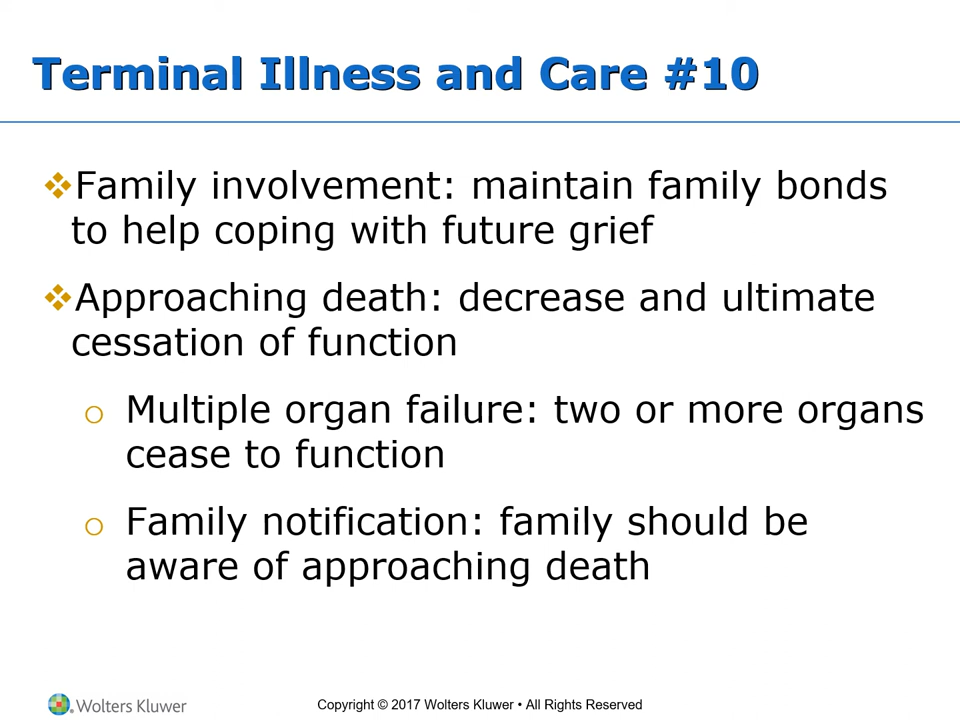 Terminal Illness and Care #10
❖Family involvement: maintain family bonds
to help coping with future grief
❖Approaching death: decrease and ultimate
cessation of function
o Multiple organ failure: two or more organs
cease to function
o Family notification: family should be
aware of approaching death
Wolters Kluwer
Copyright © 2017 Wolters Kluwer • All Rights Reserved